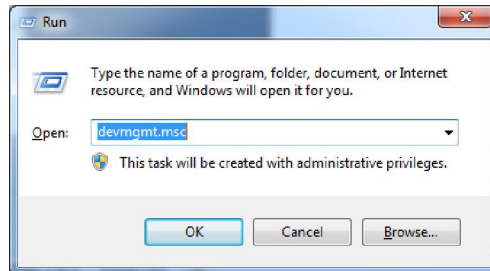 Run
Type the name of a program, folder, document, or Internet
resource, and Windows will open it for you.
Open: devmgmt.msc
This task will be created with administrative privileges.
OK Cancel Browse...